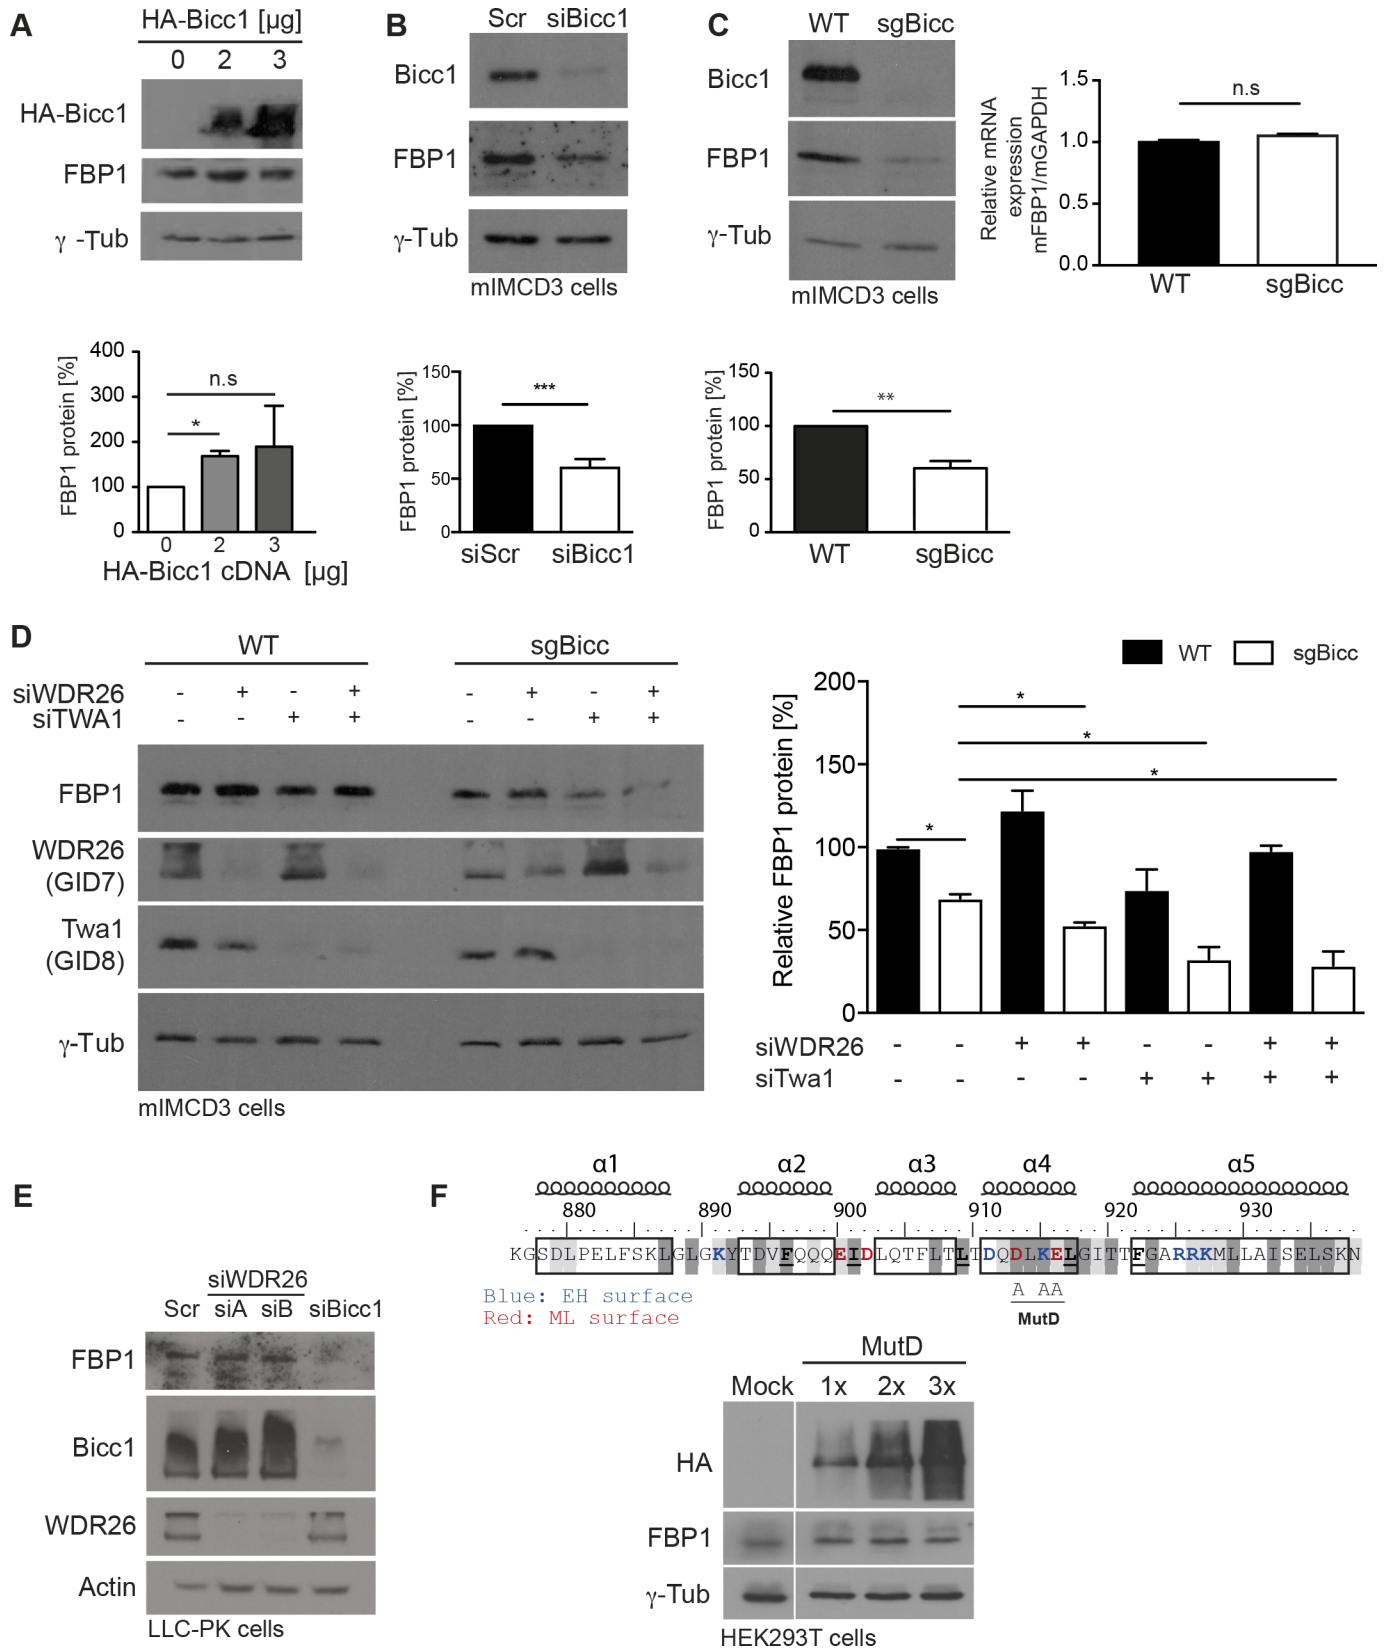 A
HA-Bicc1 [µg]
0 2 3
HA-Bicc1
FBP1
γ -Tub
FBP1 protein [%]
400
300
200
100
0
n.s
*
0 2 3
HA-Bicc1 cDNA [µg]
B
Scr siBicc1
Bicc1
FBP1
γ-Tub
mIMCD3 cells
FBP1 protein [%]
150
100
50
0
***
siScr siBicc1
C
WT sgBicc
Bicc1
FBP1
γ-Tub
mIMCD3 cells
Relative mRNA
expression
mFBP1/mGAPDH
1.5
1.0
0.5
0.0
n.s
WT sgBicc
FBP1 protein [%]
150
100
50
0
**
WT sgBicc
D
WT sgBicc
siWDR26 - + - + - + - +
siTWA1 - - + + - - + +
FBP1
WDR26
(GID7)
Twa1
(GID8)
γ-Tub
mIMCD3 cells
WT sgBicc
Relative FBP1 protein [%]
200
150
100
50
0
*
*
*
*
siWDR26 - - + + - - + +
siTwa1 - - - - + + + +
E
siWDR26
Scr siA siB siBicc1
FBP1
Bicc1
WDR26
Actin
LLC-PK cells
F
α1 α2 α3 α4 α5
880 890 900 910 920 930
KGSDLPELFSKLGLGKYTDVFQQQEIDLQTFLTLTDQDLKELGITTFGARRKMLLAISELSKN
Blue: EH surface
Red: ML surface
A AA
MutD
MutD
Mock 1x 2x 3x
HA
FBP1
γ-Tub
HEK293T cells